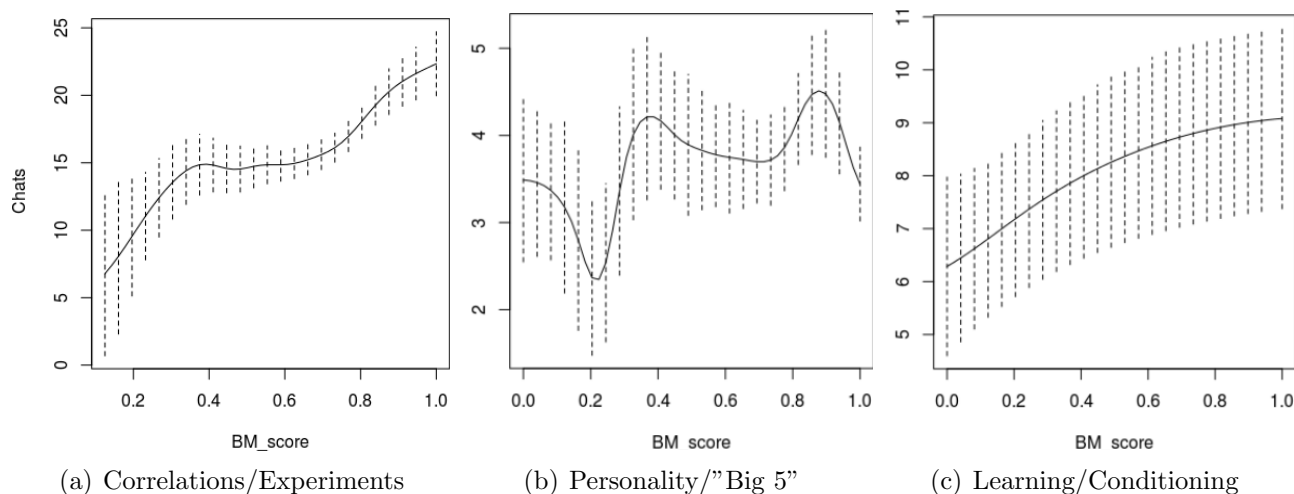 Chats
25
20
15
10
5
0
0.2 0.4 0.6 0.8 1.0
BM_score
(a) Correlations/Experiments
5
4
3
2
0.0 0.2 0.4 0.6 0.8 1.0
BM score
(b) Personality/"Big 5"
11
10
9
8
7
6
5
0.0 0.2 0.4 0.6 0.8 1.0
BM score
(c) Learning/Conditioning